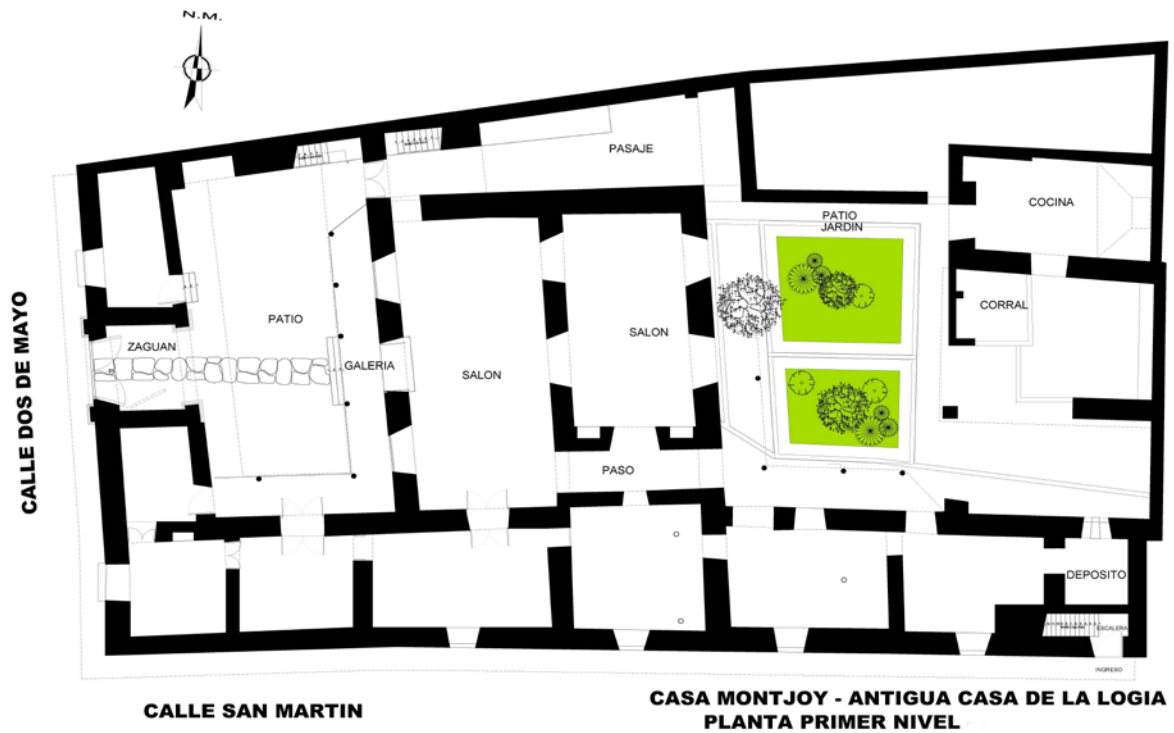 N.M.
PASAJE
COCINA
PATIO
JARDIN
CORRAL
PATIO
ZAGUAN
SALON
GALERIA
SALON
PASO
DEPOSITO
ESCALERA
INGRESO
CALLE DOS DE MAYO
CALLE SAN MARTIN
CASA MONTJOY - ANTIGUA CASA DE LA LOGIA
PLANTA PRIMER NIVEL